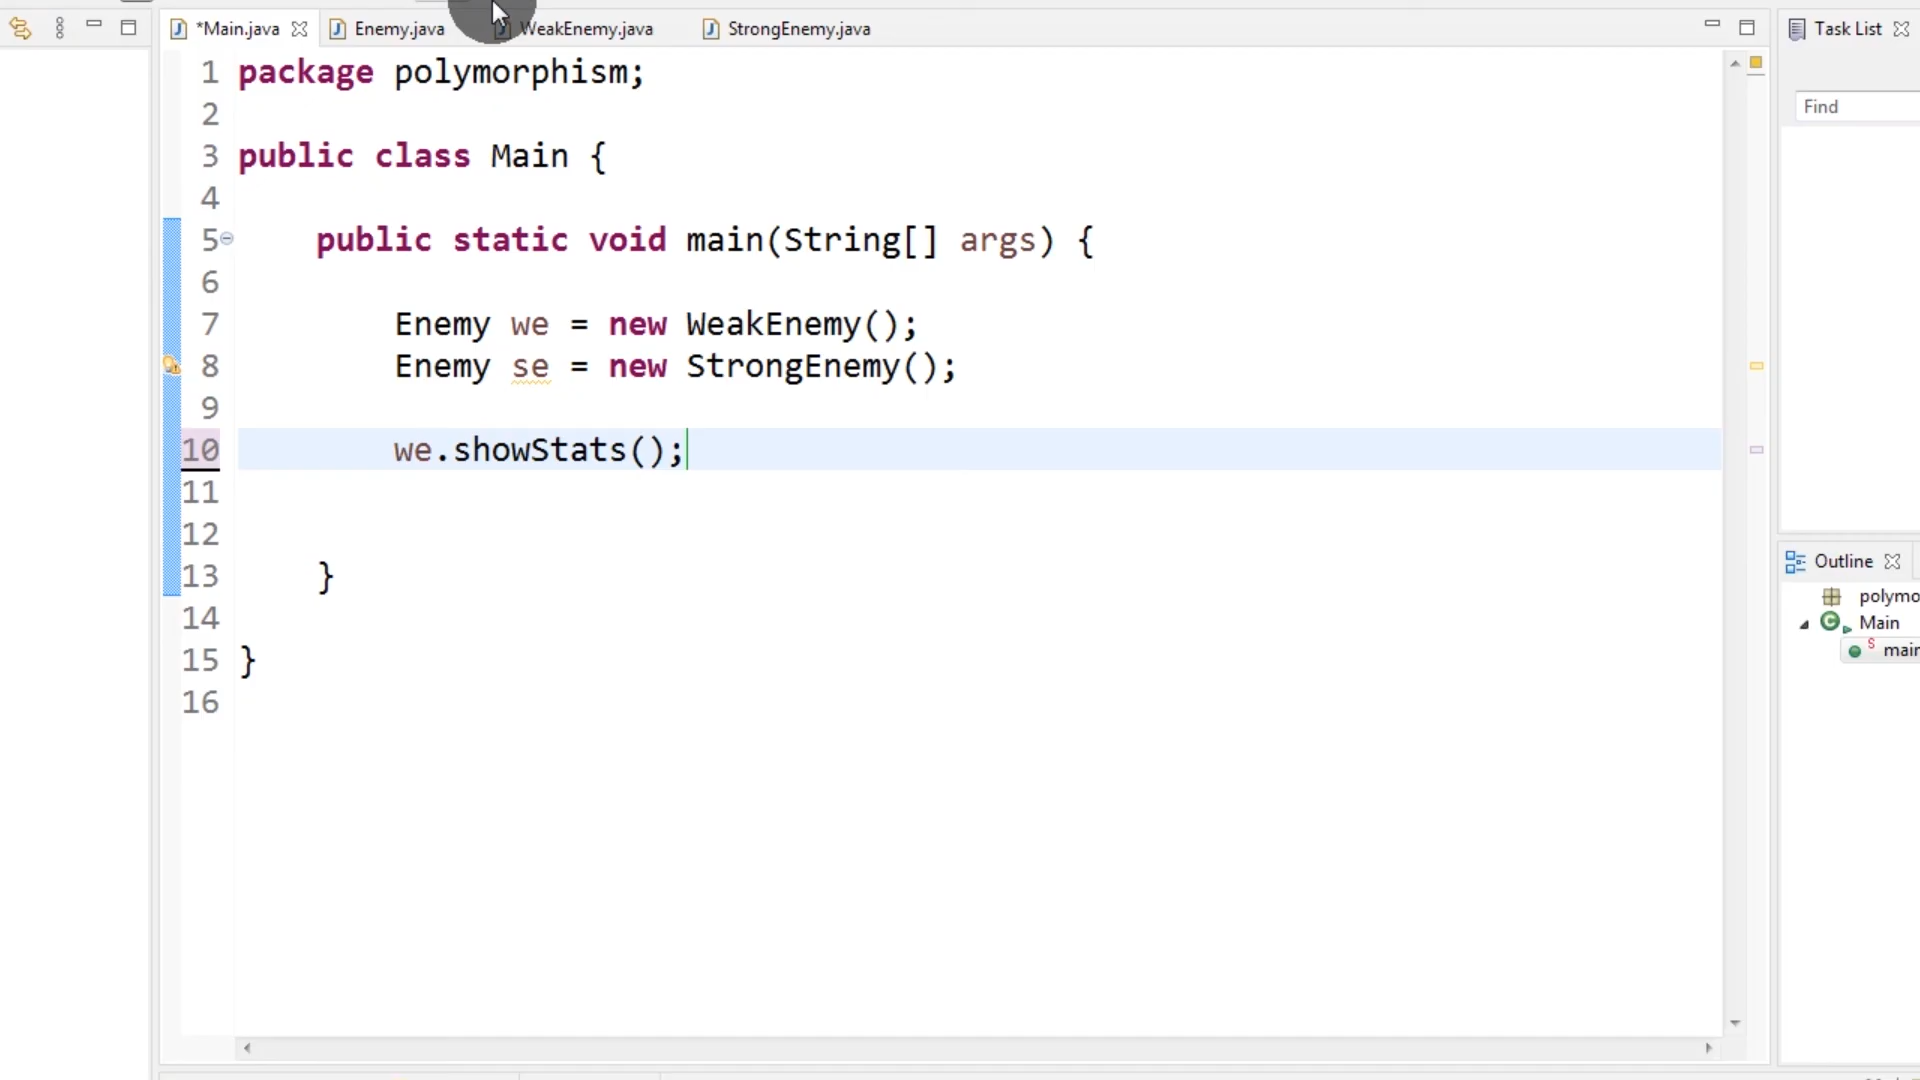 *Main.java
Enemy.java
WeakEnemy.java
StrongEnemy.java
1 package polymorphism;
2
3 public class Main {
4
5 public static void main(String[] args) {
6
7 Enemy we = new WeakEnemy();
8 Enemy se = new StrongEnemy();
9
10 we.showStats();
11
12
13 }
14
15 }
16
Task List
Find
Outline
polymo
Main
S main